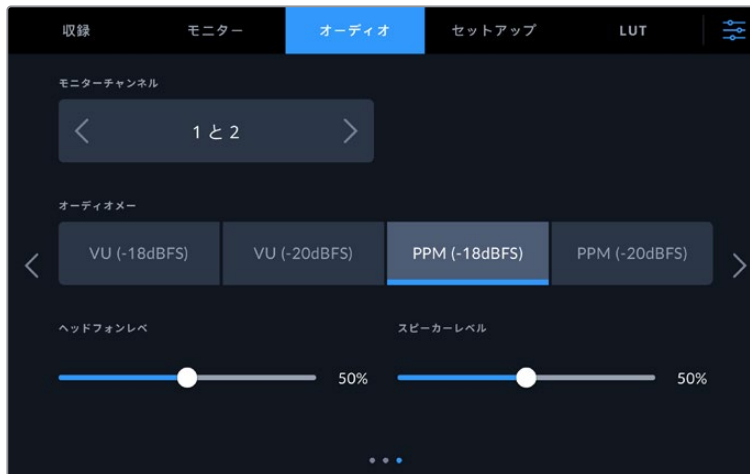 収録 モニター オーディオ セットアップ LUT
モニターチャンネル
1 と 2
オーディオメー
VU (-18dBFS) VU (-20dBFS) PPM (-18dBFS) PPM (-20dBFS)
ヘッドフォンレベ スピーカーレベル
50% 50%